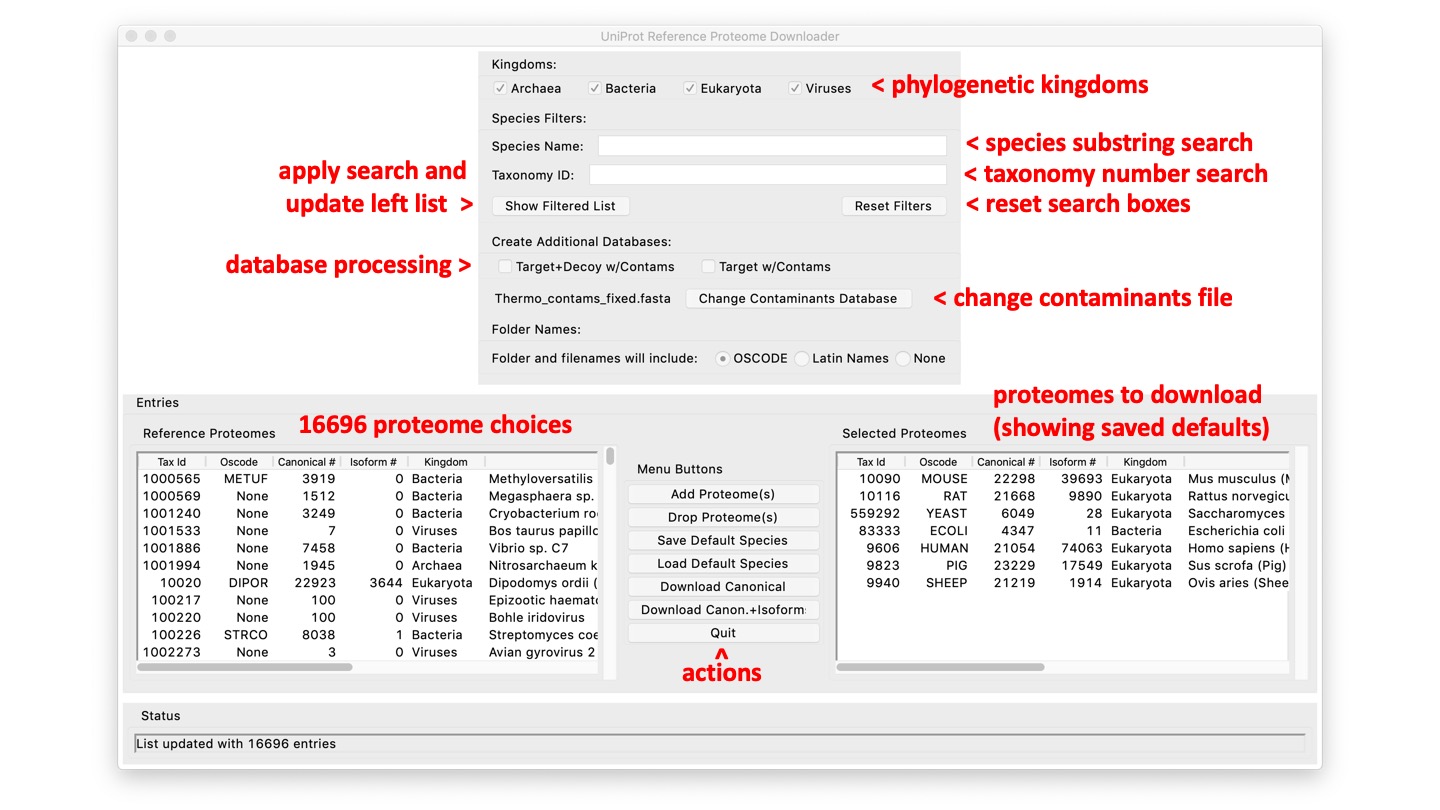 UniProt Reference Proteome Downloader
Kingdoms:
Archaea Bacteria Eukaryota Viruses < phylogenetic kingdoms
Species Filters:
Species Name: < species substring search
apply search and
Taxonomy ID: < taxonomy number search
update left list >
Show Filtered List Reset Filters < reset search boxes
Create Additional Databases:
database processing > Target+Decoy w/Contams Target w/Contams
Thermo_contams_fixed.fasta Change Contaminants Database < change contaminants file
Folder Names:
Folder and filenames will include: OSCODE Latin Names None
Entries
16696 proteome choices
proteomes to download
(showing saved defaults)
Reference Proteomes
Tax Id Oscode Canonical # Isoform # Kingdom
1000565 METUF 3919 0 Bacteria Methyloversatilis
1000569 None 1512 0 Bacteria Megasphaera sp.
1001240 None 3249 0 Bacteria Cryobacterium ro
1001533 None 7 0 Viruses Bos taurus papillo
1001886 None 7458 0 Bacteria Vibrio sp. C7
1001994 None 1945 0 Archaea Nitrosarchaeum k
10020 DIPOR 22923 3644 Eukaryota Dipodomys ordii (
100217 None 100 0 Viruses Epizootic haemato
100220 None 100 0 Viruses Bohle iridovirus
100226 STRCO 8038 1 Bacteria Streptomyces coe
1002273 None 3 0 Viruses Avian gyrovirus 2
Menu Buttons
Add Proteome(s)
Drop Proteome(s)
Save Default Species
Load Default Species
Download Canonical
Download Canon.+Isoform
Quit
^
actions
Selected Proteomes
Tax Id Oscode Canonical # Isoform # Kingdom
10090 MOUSE 22298 39693 Eukaryota Mus musculus (
10116 RAT 21668 9890 Eukaryota Rattus norvegicu
559292 YEAST 6049 28 Eukaryota Saccharomyces
83333 ECOLI 4347 11 Bacteria Escherichia coli
9606 HUMAN 21054 74063 Eukaryota Homo sapiens (H
9823 PIG 23229 17549 Eukaryota Sus scrofa (Pig)
9940 SHEEP 21219 1914 Eukaryota Ovis aries (Shee
Status
List updated with 16696 entries